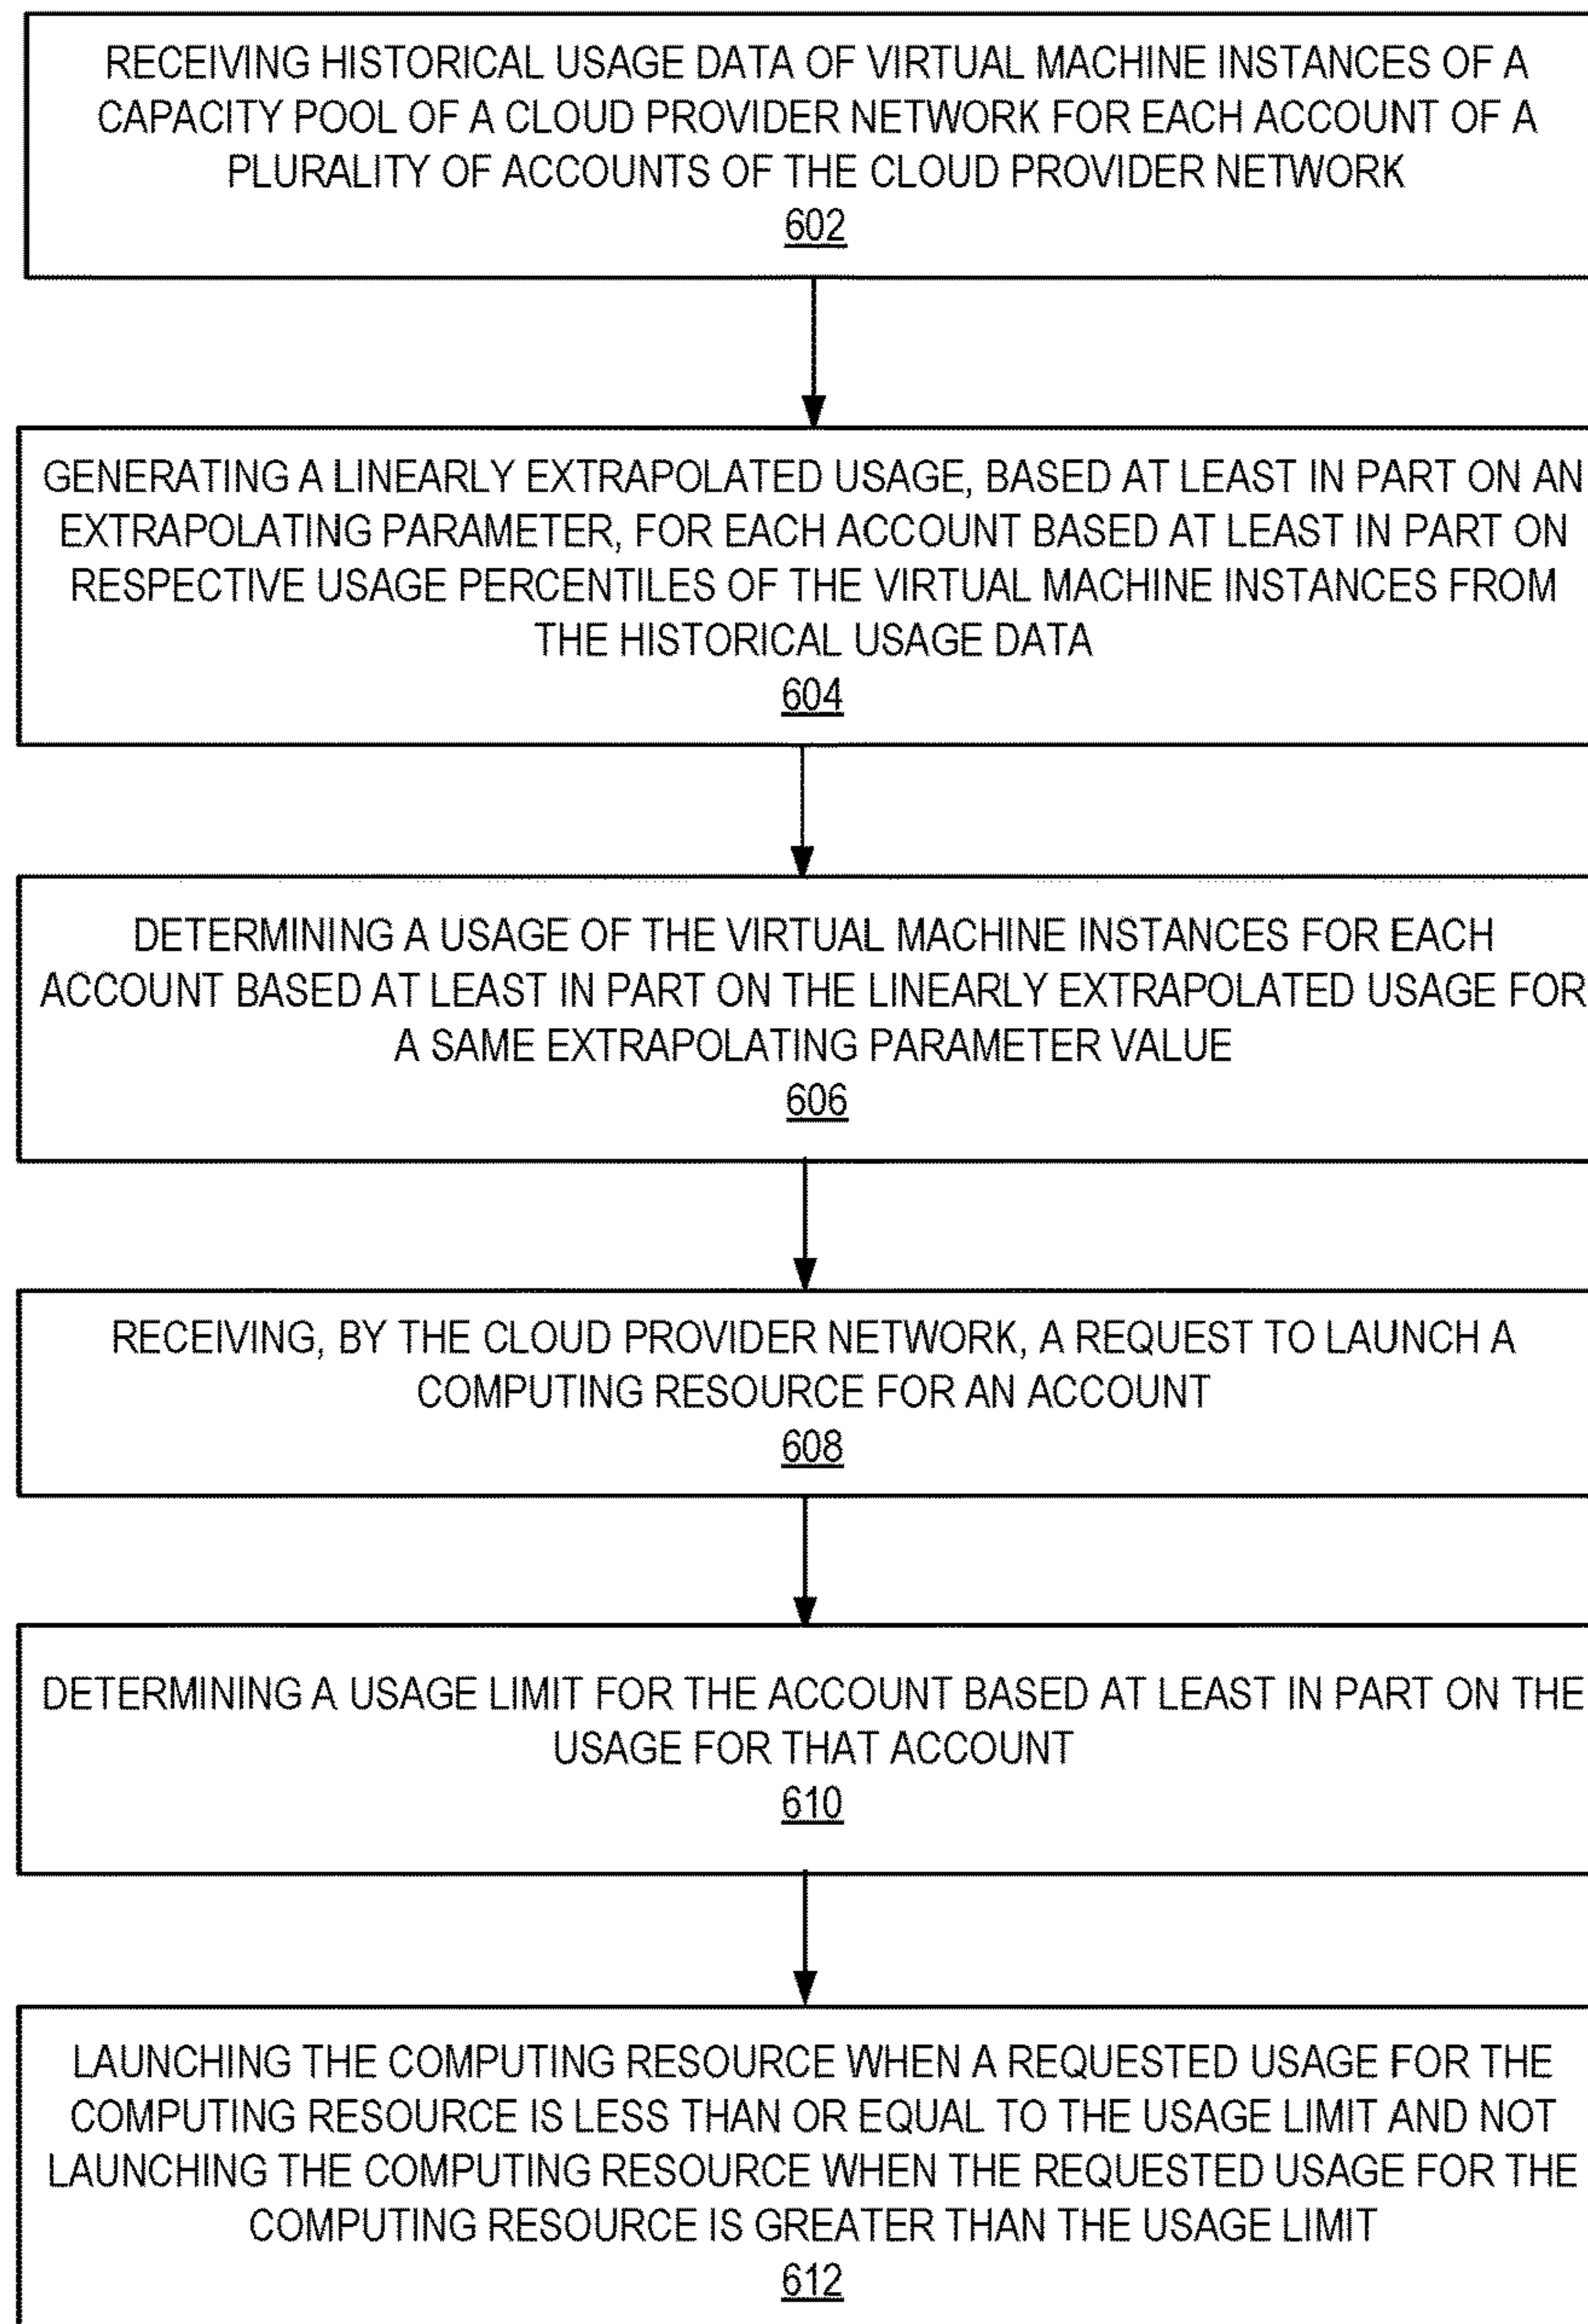 RECEIVING HISTORICAL USAGE DATA OF VIRTUAL MACHINE INSTANCES OF A
CAPACITY POOL OF A CLOUD PROVIDER NETWORK FOR EACH ACCOUNT OF A
PLURALITY OF ACCOUNTS OF THE CLOUD PROVIDER NETWORK
602
GENERATING A LINEARLY EXTRAPOLATED USAGE, BASED AT LEAST IN PART ON AN
EXTRAPOLATING PARAMETER, FOR EACH ACCOUNT BASED AT LEAST IN PART ON
RESPECTIVE USAGE PERCENTILES OF THE VIRTUAL MACHINE INSTANCES FROM
THE HISTORICAL USAGE DATA
604
DETERMINING A USAGE OF THE VIRTUAL MACHINE INSTANCES FOR EACH
ACCOUNT BASED AT LEAST IN PART ON THE LINEARLY EXTRAPOLATED USAGE FOR
A SAME EXTRAPOLATING PARAMETER VALUE
606
RECEIVING, BY THE CLOUD PROVIDER NETWORK, A REQUEST TO LAUNCH A
COMPUTING RESOURCE FOR AN ACCOUNT
608
DETERMINING A USAGE LIMIT FOR THE ACCOUNT BASED AT LEAST IN PART ON THE
USAGE FOR THAT ACCOUNT
610
LAUNCHING THE COMPUTING RESOURCE WHEN A REQUESTED USAGE FOR THE
COMPUTING RESOURCE IS LESS THAN OR EQUAL TO THE USAGE LIMIT AND NOT
LAUNCHING THE COMPUTING RESOURCE WHEN THE REQUESTED USAGE FOR THE
COMPUTING RESOURCE IS GREATER THAN THE USAGE LIMIT
612